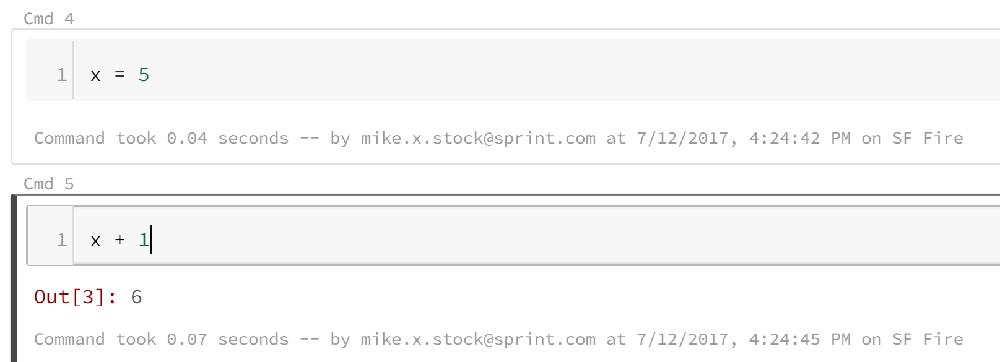 Cmd 4
1 x = 5
Command took 0.04 seconds -- by mike.x.stock@sprint.com at 7/12/2017, 4:24:42 PM on SF Fire
Cmd 5
1 x + 1
Out[3]: 6
Command took 0.07 seconds -- by mike.x.stock@sprint.com at 7/12/2017, 4:24:45 PM on SF Fire